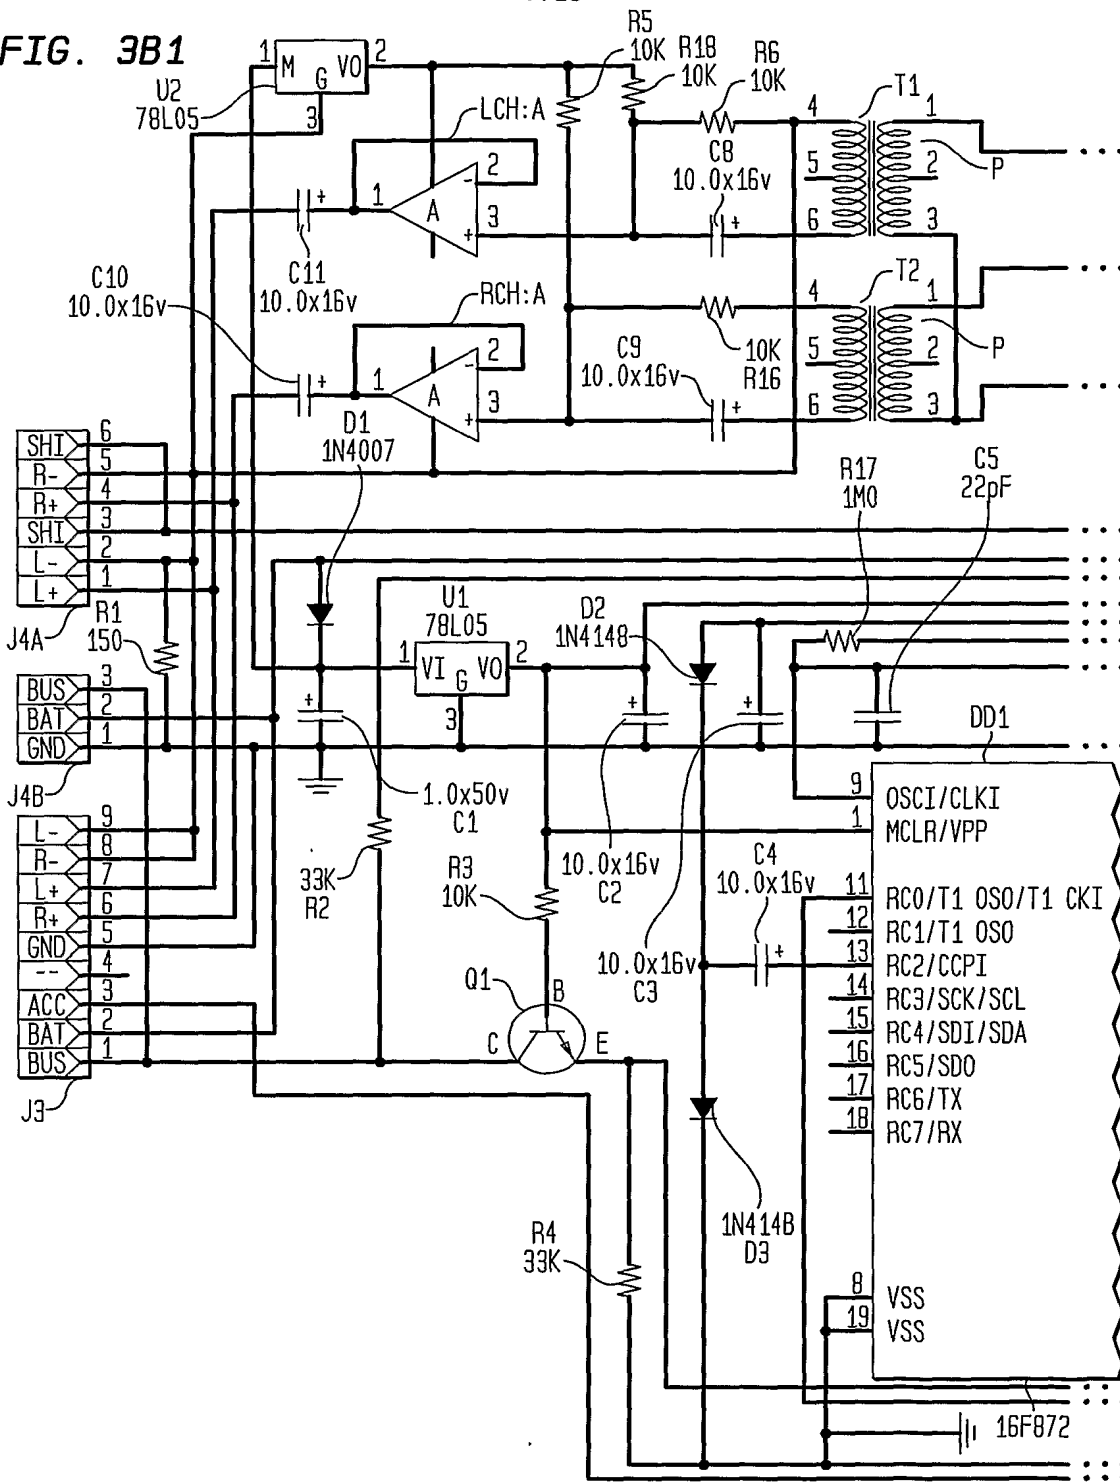 FIG. 3B1
1
M
VO
G
2
3
U2
78L05
R5
10K
R18
10K
R6
10K
T1
4
5
6
1
2
3
P
LCH:A
1
A
2
3
-
+
C8
10.0x16v
+
C11
10.0x16v
+
C10
10.0x16v
+
RCH:A
1
A
2
3
-
+
10K
R16
C9
10.0x16v
+
T2
4
5
6
1
2
3
P
D1
1N4007
SHI 6
R- 5
R+ 4
SHI 3
L- 2
L+ 1
J4A
R1
150
BUS 3
BAT 2
GND 1
J4B
U1
78L05
1
VI
VO
G
2
3
+
1.0x50v
C1
D2
1N4148
R17
1M0
C5
22pF
+
10.0x16v
C2
+
10.0x16v
C3
C4
10.0x16v
+
L- 9
R- 8
L+ 7
R+ 6
GND 5
-- 4
ACC 3
BAT 2
BUS 1
J3
33K
R2
R3
10K
Q1
B
C
E
R4
33K
1N414B
D3
DD1
9 OSCI/CLKI
1 MCLR/VPP
11 RC0/T1 OSO/T1 CKI
12 RC1/T1 OSO
13 RC2/CCPI
14 RC3/SCK/SCL
15 RC4/SDI/SDA
16 RC5/SDO
17 RC6/TX
18 RC7/RX
8 VSS
19 VSS
16F872